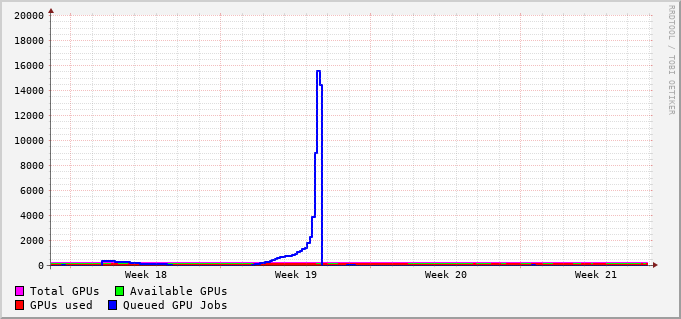 20000
18000
16000
14000
12000
10000
8000
6000
4000
2000
0
Week 18 Week 19 Week 20 Week 21
Total GPUs Available GPUs
GPUs used Queued GPU Jobs
RRDTOOL / TOBI OETIKER